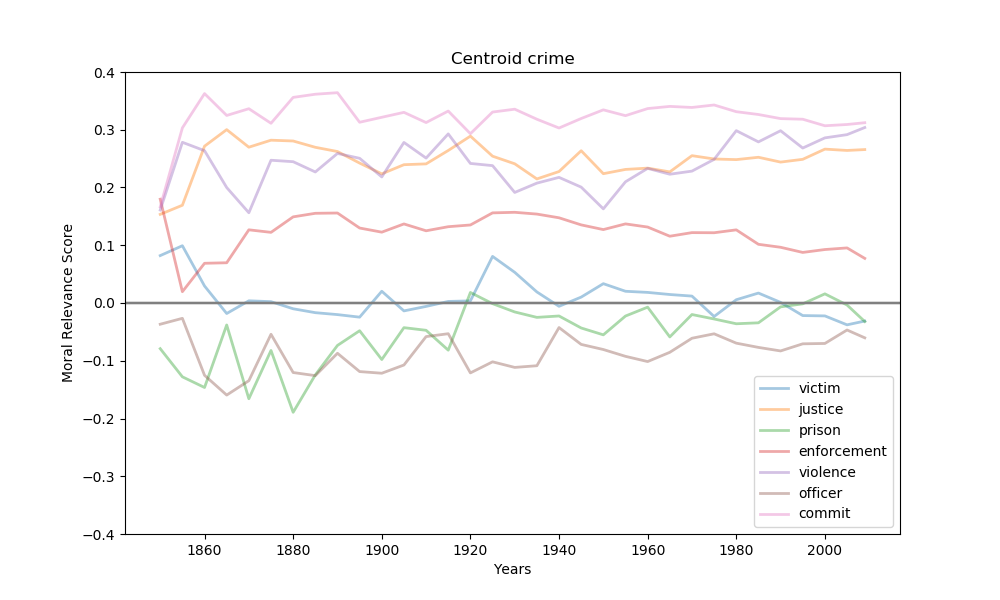 Centroid crime
Moral Relevance Score
0.4
0.3
0.2
0.1
0.0
−0.1
−0.2
−0.3
−0.4
victim
justice
prison
enforcement
violence
officer
commit
1860 1880 1900 1920 1940 1960 1980 2000
Years